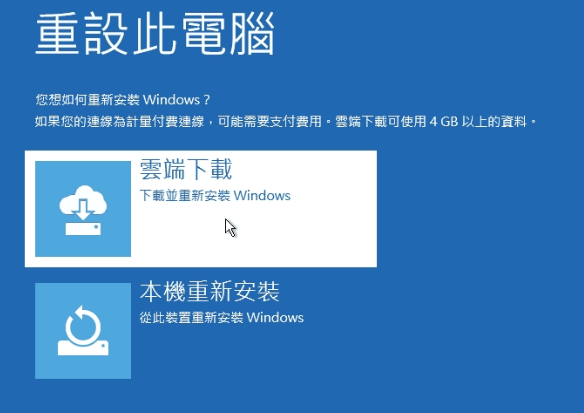 重設此電腦
您想如何重新安裝 Windows？
如果您的連線為計量付費連線，可能需要支付費用。雲端下載可使用 4 GB 以上的資料。
雲端下載
下載並重新安裝 Windows
本機重新安裝
從此裝置重新安裝 Windows